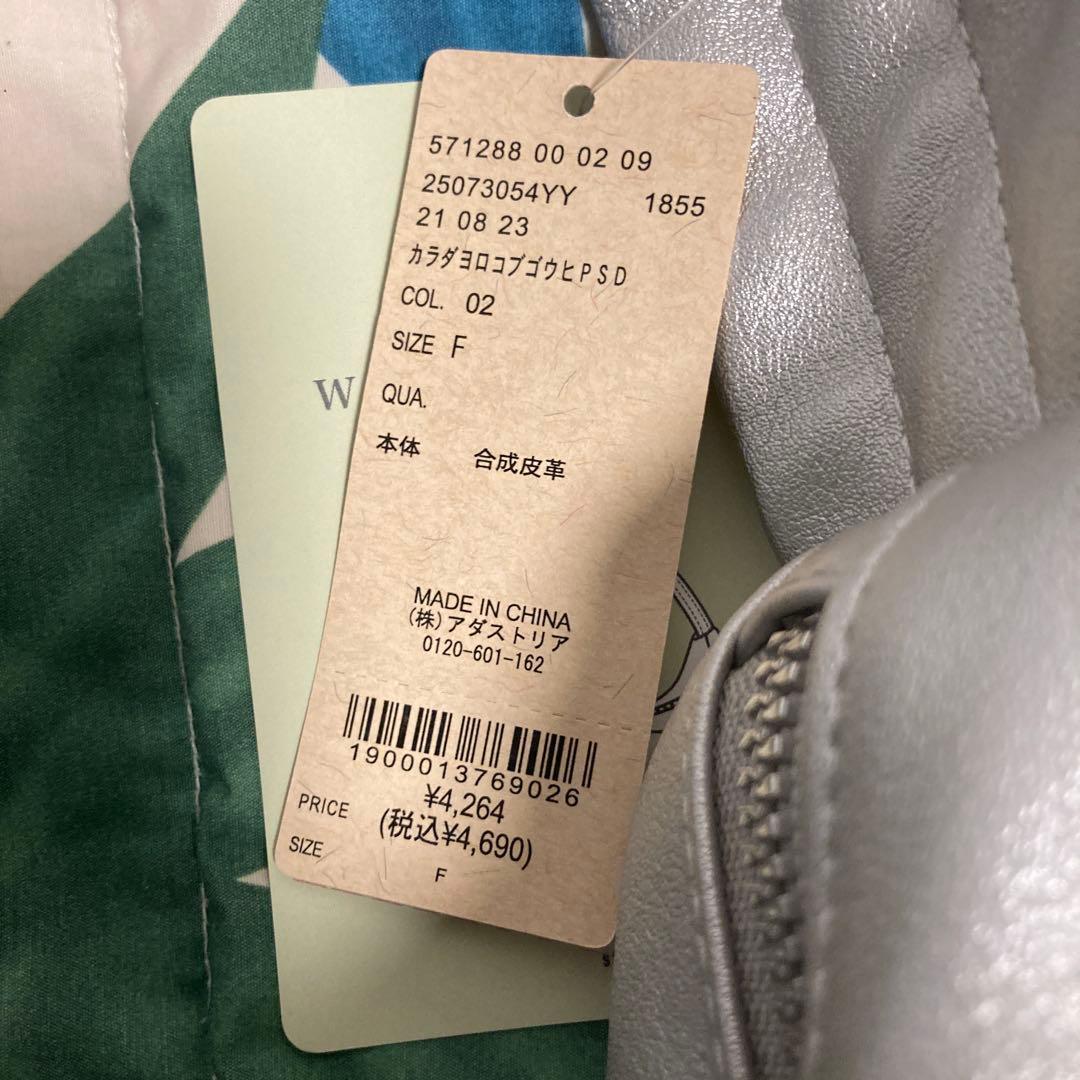 571288 00 02 09
25073054YY 1855
21 08 23
カラダヨロコブゴウヒPSD
COL. 02
SIZE F
QUA.
本体 合成皮革
MADE IN CHINA
(株)アダストリア
0120-601-162
1900013769026
PRICE ¥4,264
(税込¥4,690)
SIZE F
W
S